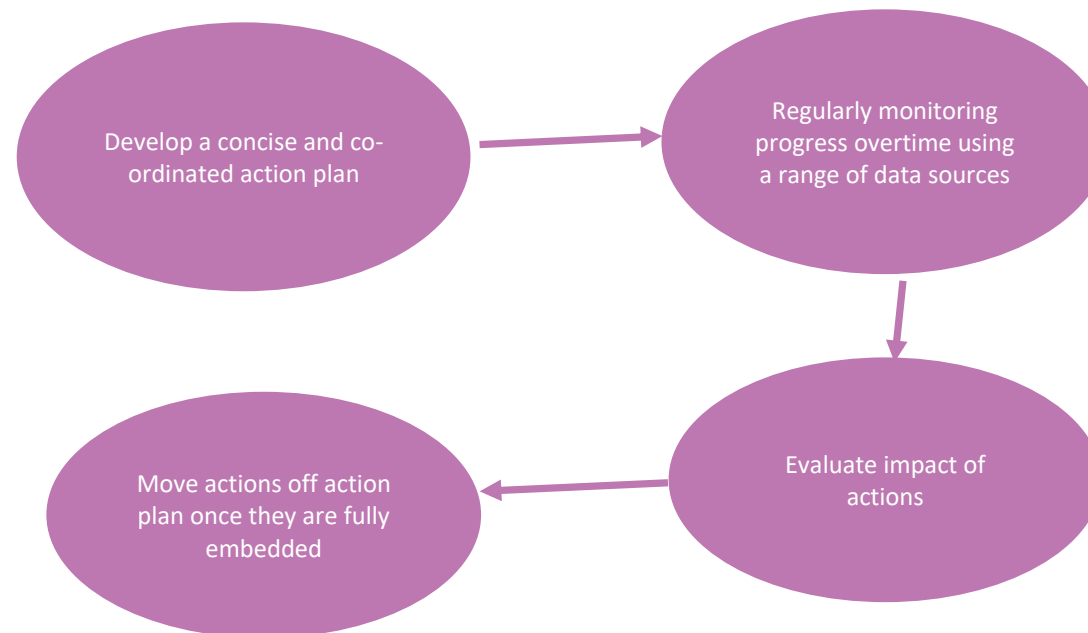 Develop a concise and co-
ordinated action plan
Regularly monitoring
progress overtime using
a range of data sources
Evaluate impact of
actions
Move actions off action
plan once they are fully
embedded